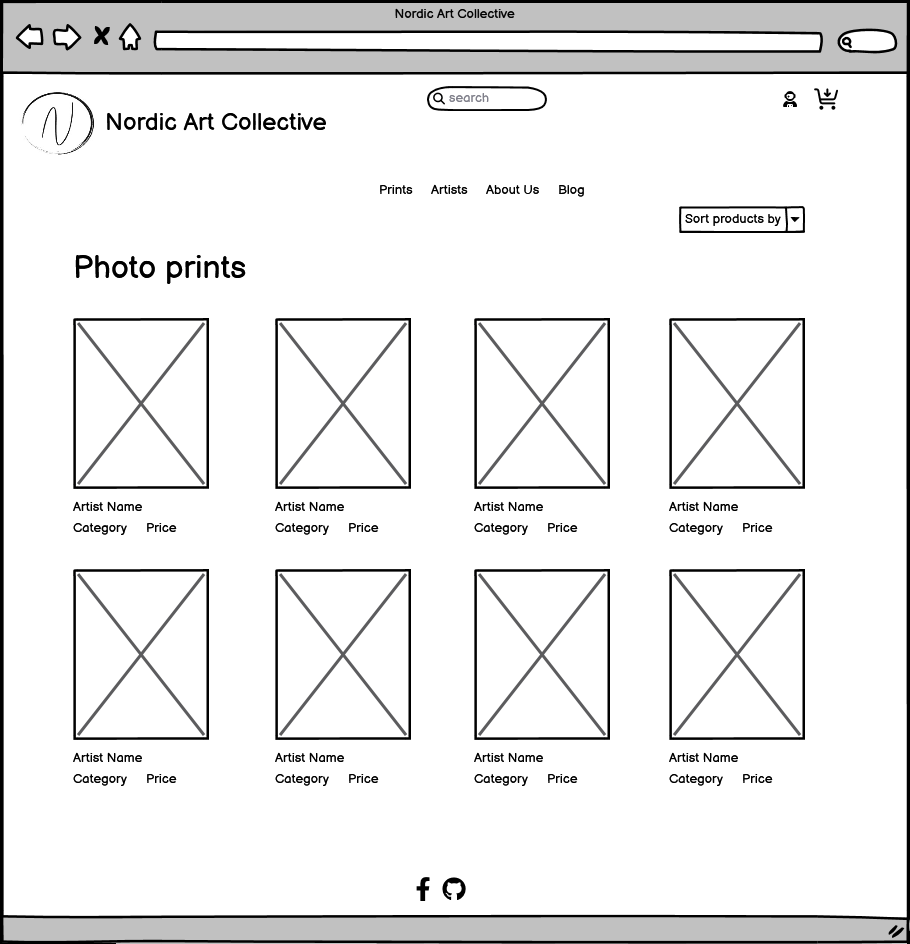 Nordic Art Collective
search
N
Nordic Art Collective
Prints Artists About Us Blog
Sort products by
Photo prints
Artist Name Artist Name Artist Name Artist Name
Category Price Category Price Category Price Category Price
Artist Name Artist Name Artist Name Artist Name
Category Price Category Price Category Price Category Price